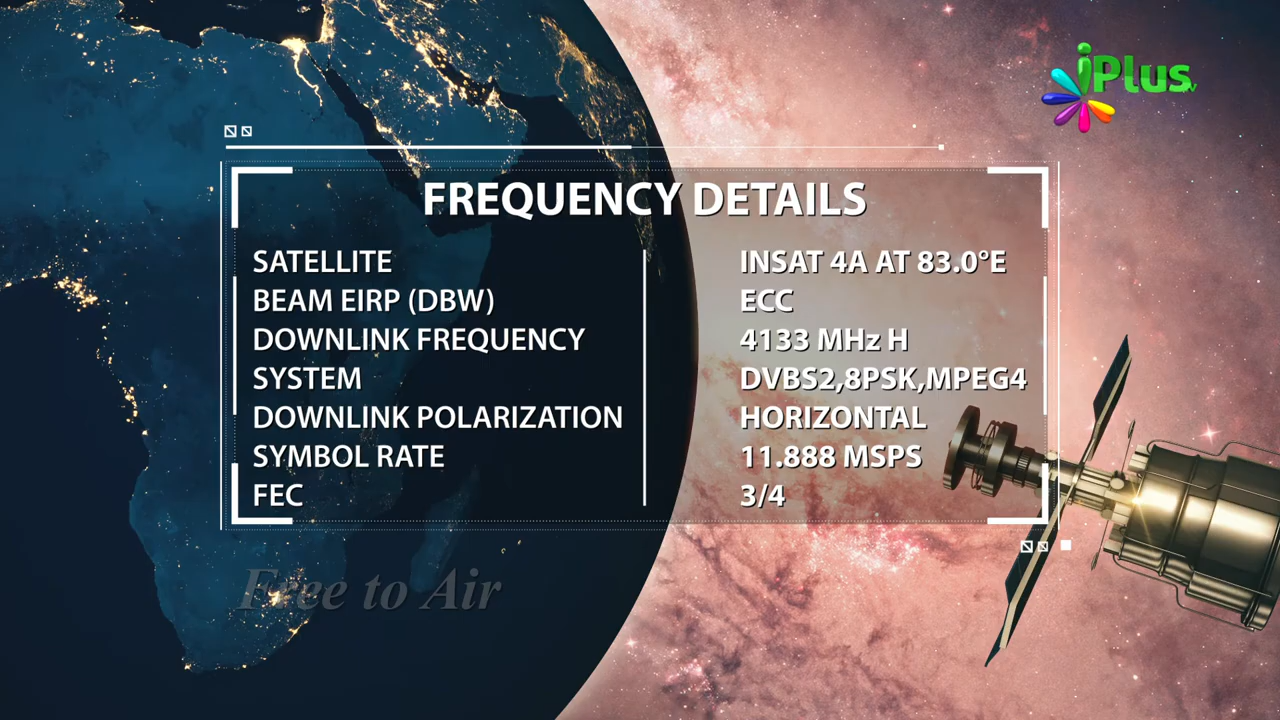 iPlus TV
FREQUENCY DETAILS
SATELLITE INSAT 4A AT 83.0°E
BEAM EIRP (DBW) ECC
DOWNLINK FREQUENCY 4133 MHz H
SYSTEM DVBS2,8PSK,MPEG4
DOWNLINK POLARIZATION HORIZONTAL
SYMBOL RATE 11.888 MSPS
FEC 3/4
Free to Air